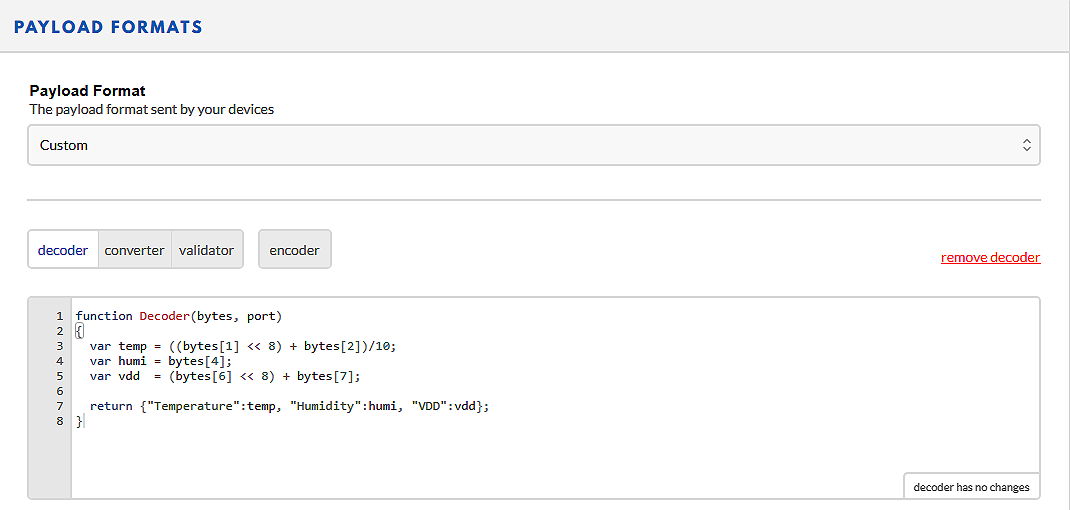 PAYLOAD FORMATS
Payload Format
The payload format sent by your devices
Custom
decoder converter validator encoder
remove decoder
1 function Decoder(bytes, port)
2 {
3   var temp = ((bytes[1] << 8) + bytes[2])/10;
4   var humi = bytes[4];
5   var vdd  = (bytes[6] << 8) + bytes[7];
6
7   return {"Temperature":temp, "Humidity":humi, "VDD":vdd};
8 }
decoder has no changes